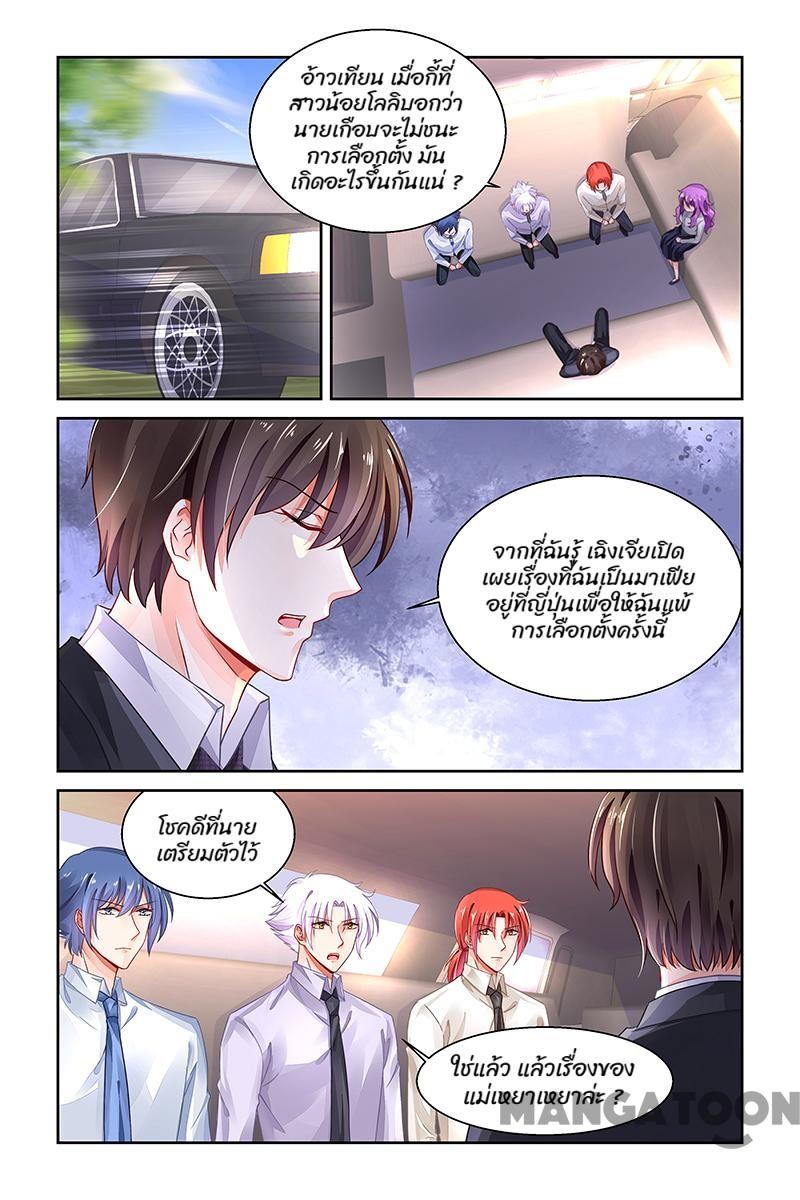 อ้าวเทียน เมื่อกี้ที่
สาวน้อยโลลิบอกว่า
นายเกือบจะไม่ชนะ
การเลือกตั้ง มัน
เกิดอะไรขึ้นกันแน่ ?
จากที่ฉันรู้ เฉิงเจียเปิด
เผยเรื่องที่ฉันเป็นมาเฟีย
อยู่ที่ญี่ปุ่นเพื่อให้ฉันแพ้
การเลือกตั้งครั้งนี้
โชคดีที่นาย
เตรียมตัวไว้
ใช่แล้ว แล้วเรื่องของ
แม่เหยาเหยาล่ะ ?
MANGATOON